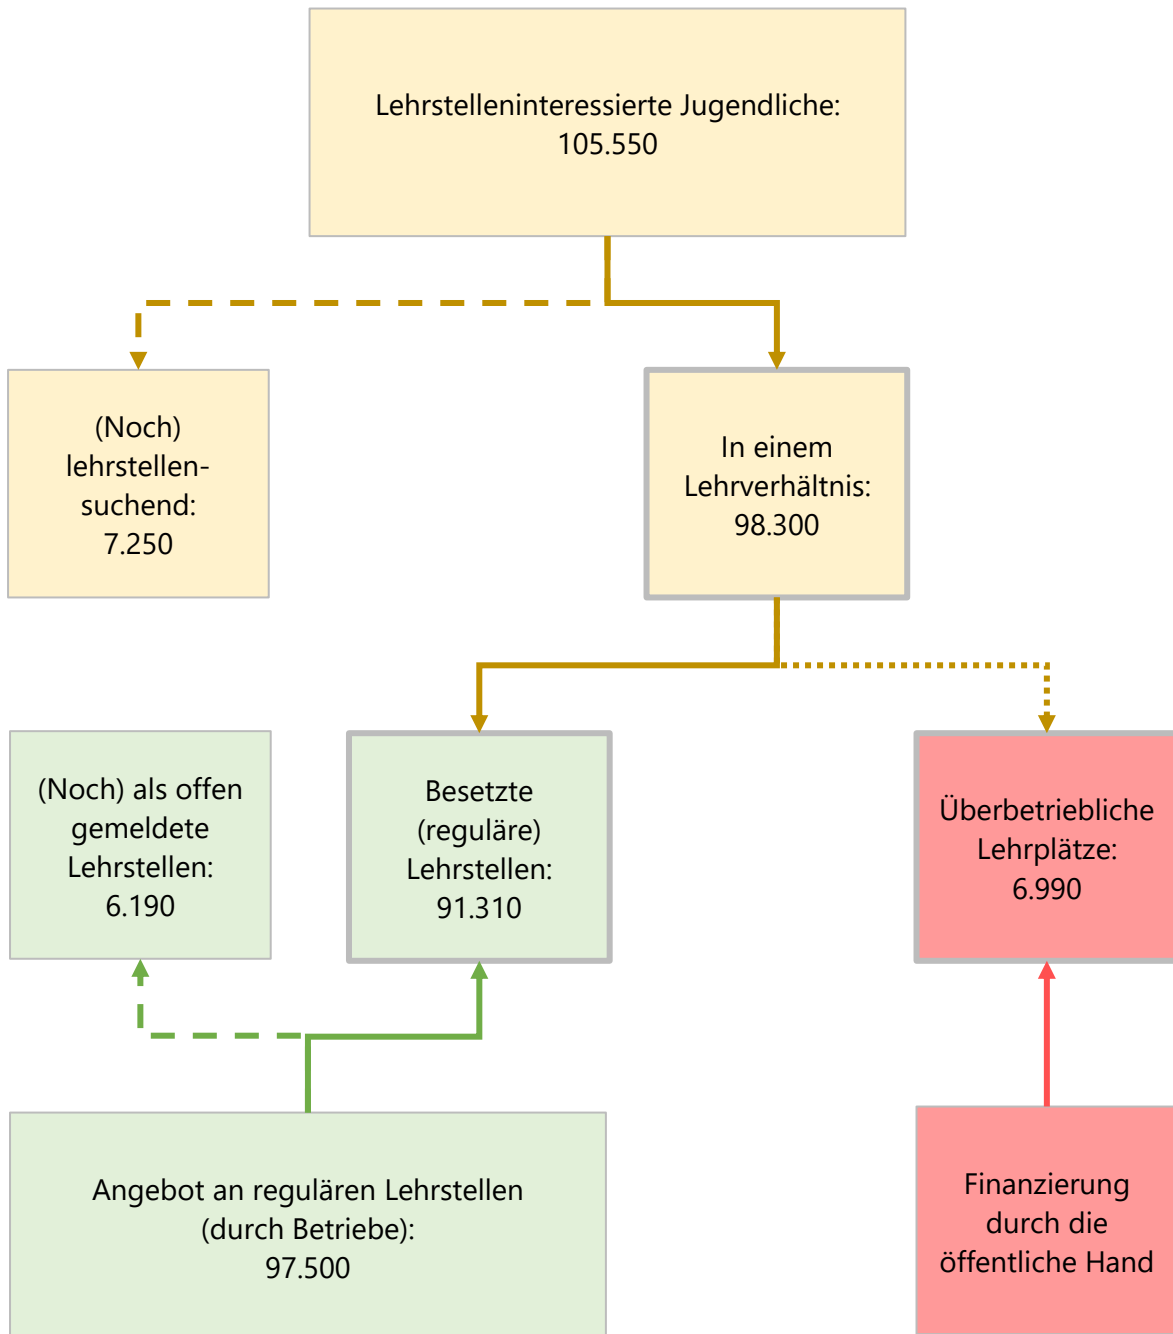 Lehrstelleninteressierte Jugendliche:
105.550
(Noch)
lehrstellen-
suchend:
7.250
In einem
Lehrverhältnis:
98.300
(Noch) als offen
gemeldete
Lehrstellen:
6.190
Besetzte
(reguläre)
Lehrstellen:
91.310
Überbetriebliche
Lehrplätze:
6.990
Angebot an regulären Lehrstellen
(durch Betriebe):
97.500
Finanzierung
durch die
öffentliche Hand